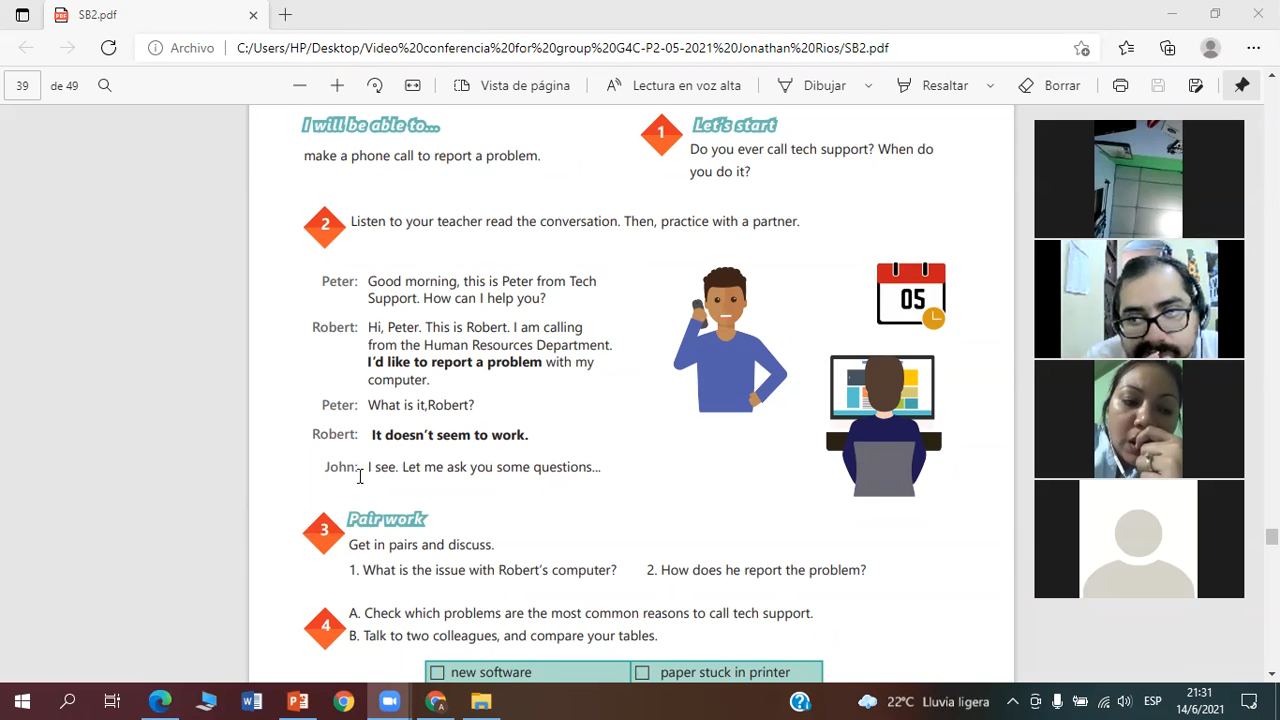 SB2.pdf
Archivo
C:/Users/HP/Desktop/Video%20conferencia%20for%20group%20G4C-P2-05-2021%20Jonathan%20Rios/SB2.pdf
39
de 49
Vista de página
Lectura en voz alta
Dibujar
Resaltar
Borrar
I will be able to...
make a phone call to report a problem.
1
Let's start
Do you ever call tech support? When do
you do it?
2
Listen to your teacher read the conversation. Then, practice with a partner.
Peter: Good morning, this is Peter from Tech
Support. How can I help you?
Robert: Hi, Peter. This is Robert. I am calling
from the Human Resources Department.
I'd like to report a problem with my
computer.
Peter: What is it,Robert?
Robert: It doesn't seem to work.
John: I see. Let me ask you some questions...
05
3
Pair work
Get in pairs and discuss.
1. What is the issue with Robert's computer?
2. How does he report the problem?
4
A. Check which problems are the most common reasons to call tech support.
B. Talk to two colleagues, and compare your tables.
new software
paper stuck in printer
22°C Lluvia ligera
ESP
21:31
14/6/2021